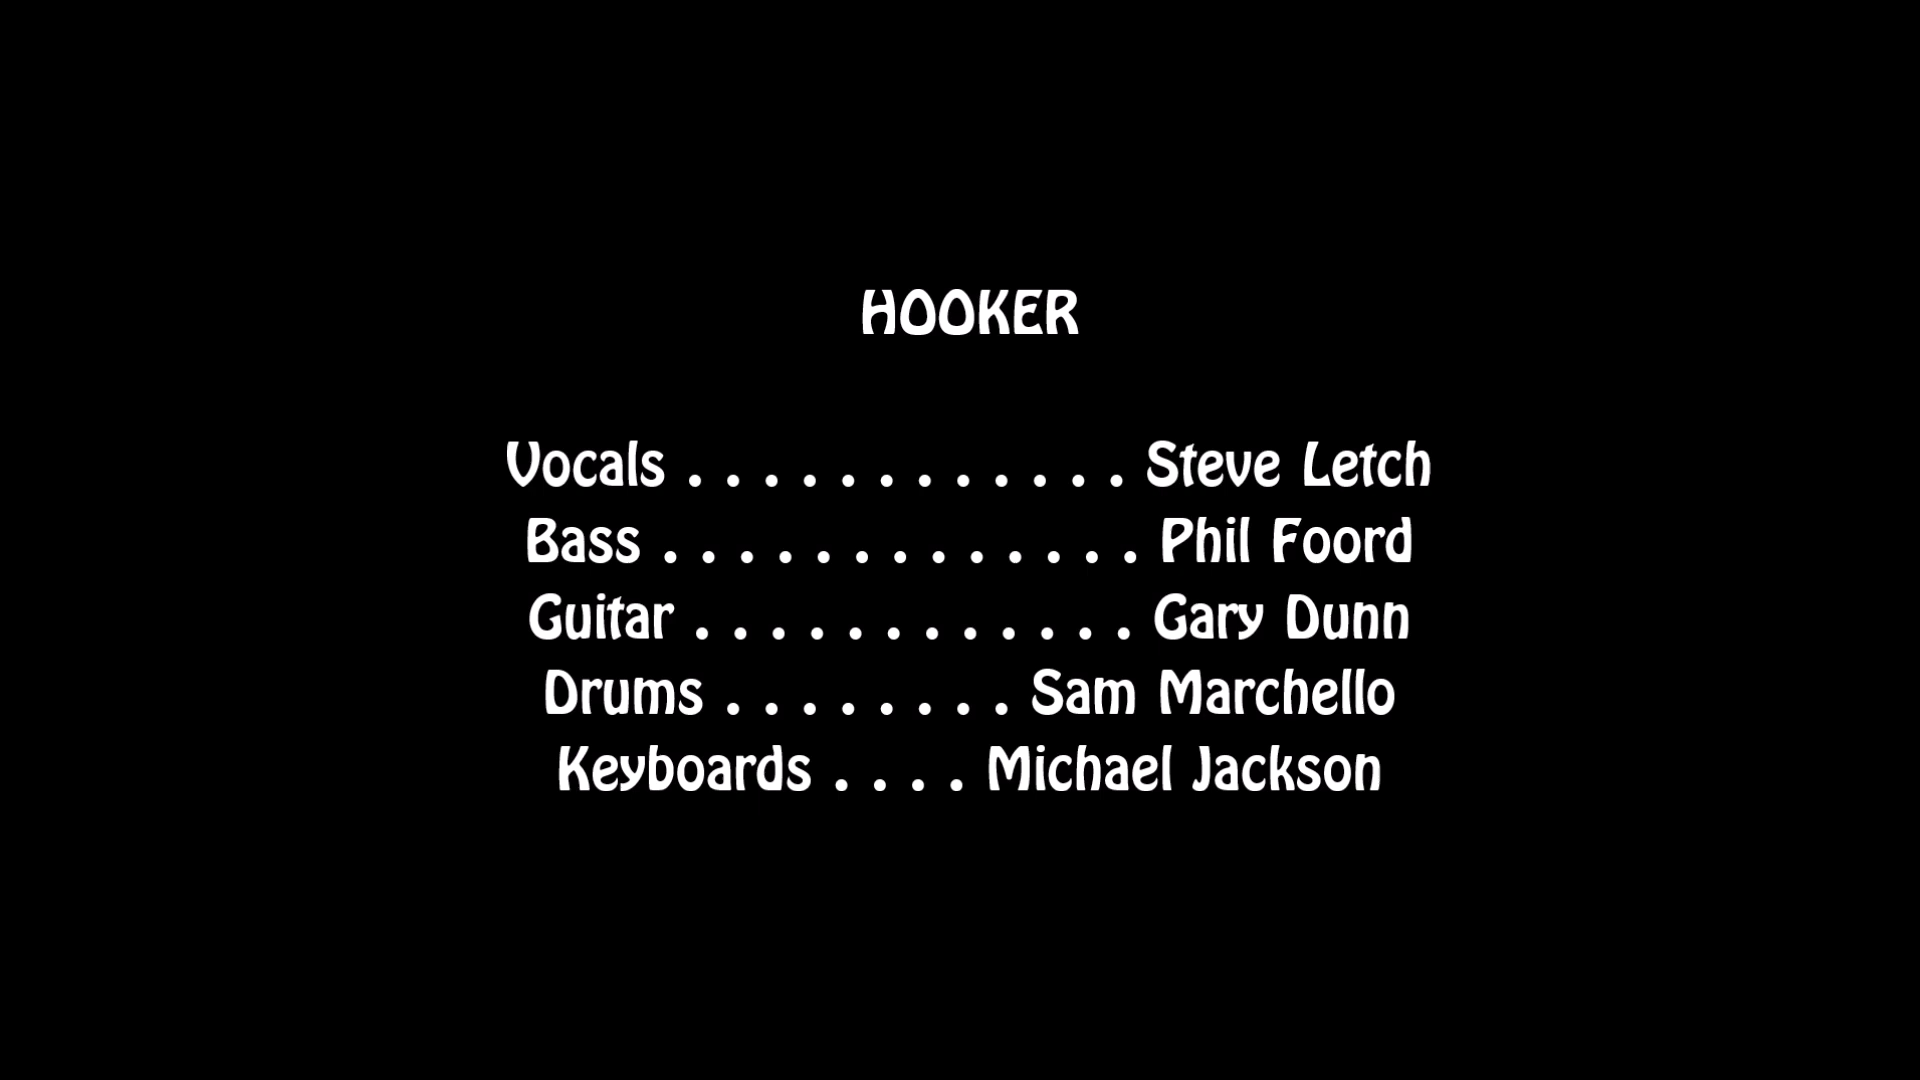 HOOKER
Vocals . . . . . . . . . . . . Steve Letch
Bass . . . . . . . . . . . . . Phil Foord
Guitar . . . . . . . . . . . . Gary Dunn
Drums . . . . . . . . Sam Marchello
Keyboards . . . . Michael Jackson